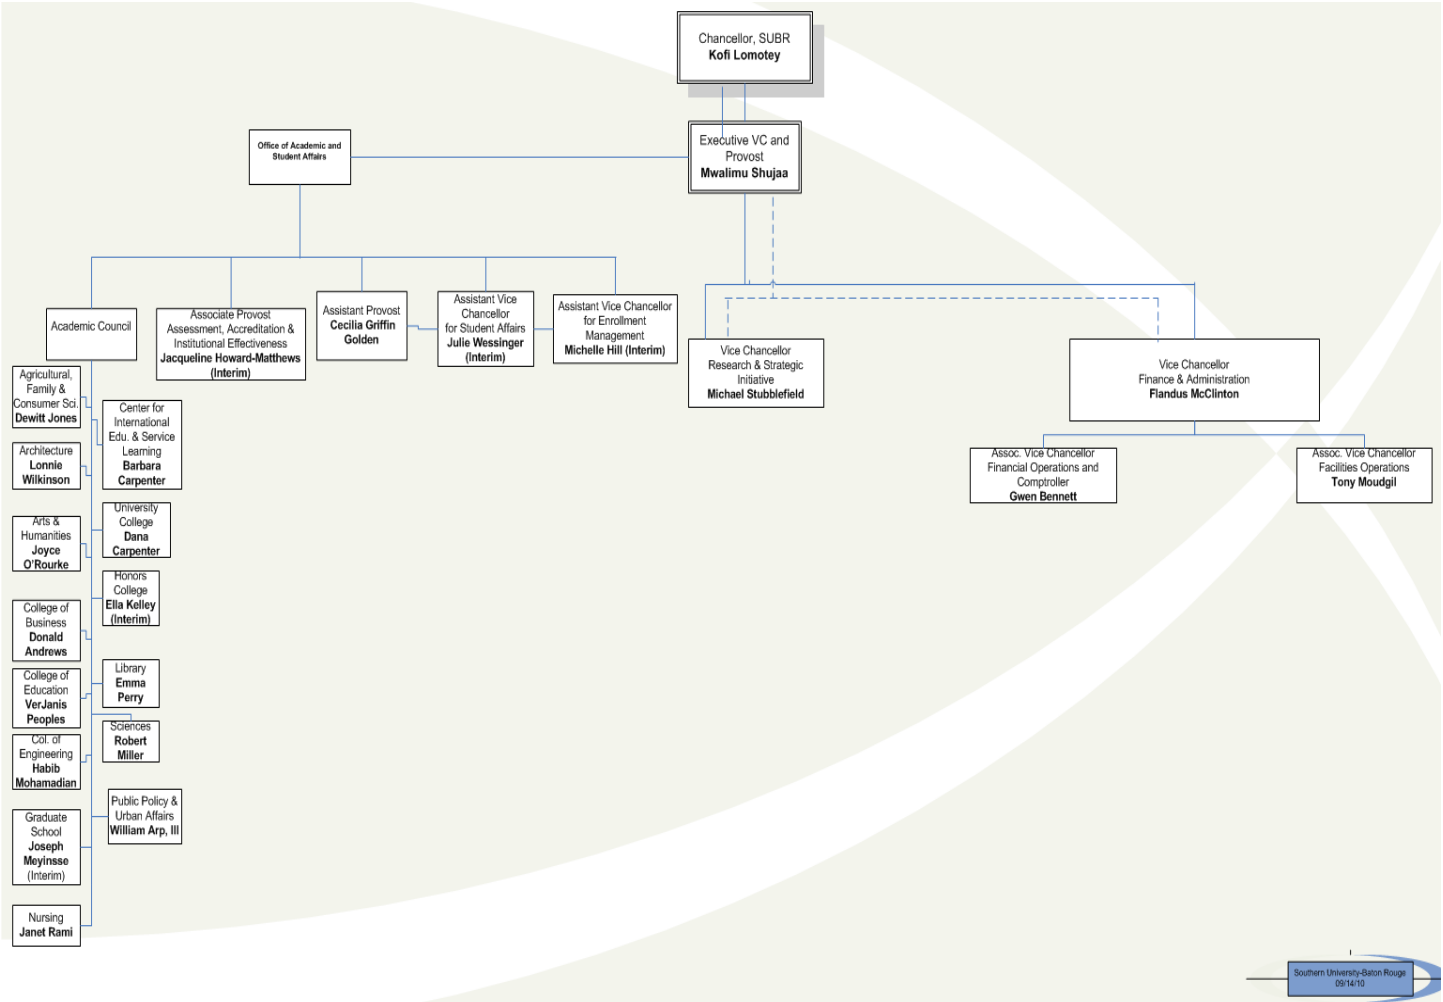 Chancellor, SUBR
Kofi Lomotey
Executive VC and
Provost
Mwalimu Shujaa
Office of Academic and
Student Affairs
Academic Council
Associate Provost
Assessment, Accreditation &
Institutional Effectiveness
Jacqueline Howard-Matthews
(Interim)
Assistant Provost
Cecilia Griffin
Golden
Assistant Vice
Chancellor
for Student Affairs
Julie Wessinger
(Interim)
Assistant Vice Chancellor
for Enrollment
Management
Michelle Hill (Interim)
Vice Chancellor
Research & Strategic
Initiative
Michael Stubblefield
Vice Chancellor
Finance & Administration
Flandus McClinton
Assoc. Vice Chancellor
Financial Operations and
Comptroller
Gwen Bennett
Assoc. Vice Chancellor
Facilities Operations
Tony Moudgil
Agricultural,
Family &
Consumer Sci.
Dewitt Jones
Center for
International
Edu. & Service
Learning
Barbara
Carpenter
Architecture
Lonnie
Wilkinson
University
College
Dana
Carpenter
Arts &
Humanities
Joyce
O'Rourke
Honors
College
Ella Kelley
(Interim)
College of
Business
Donald
Andrews
Library
Emma
Perry
College of
Education
VerJanis
Peoples
Sciences
Robert
Miller
Col. of
Engineering
Habib
Mohamadian
Public Policy &
Urban Affairs
William Arp, III
Graduate
School
Joseph
Meyinsse
(Interim)
Nursing
Janet Rami
Southern University-Baton Rouge
09/14/10